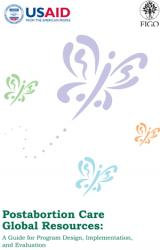 USAID
FROM THE AMERICAN PEOPLE
FIGO
Postabortion Care
Global Resources:
A Guide for Program Design, Implementation,
and Evaluation